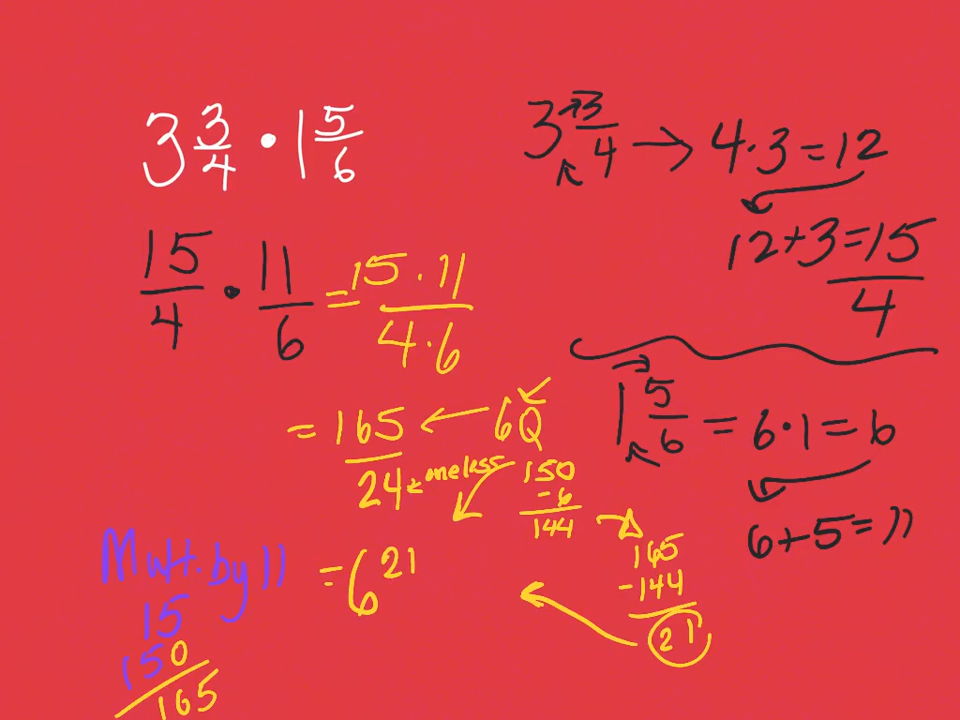 3 3/4 • 1 5/6
15/4 • 11/6 = 15 · 11 / 4 · 6
= 165/24 ← 6Q ✓
← one less
150
- 6
144
165
-144
21
= 6 21
Mult. by 11
15
150
165
3 +3/4 → 4 · 3 = 12
12 + 3 = 15/4
1 5/6 = 6 · 1 = 6
6 + 5 = 11